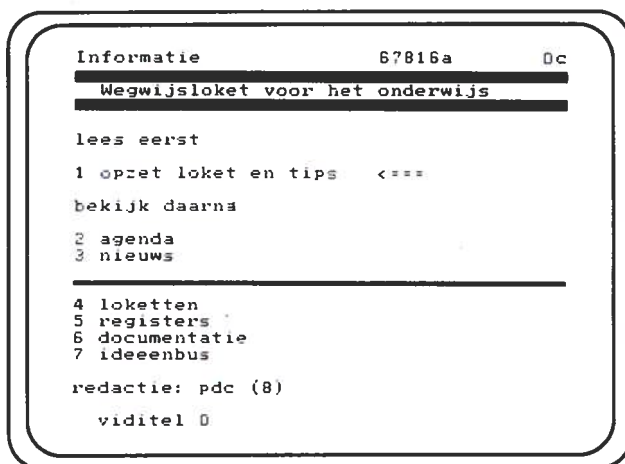 Informatie 67816a 0c
Wegwijsloket voor het onderwijs
lees eerst
1 opzet loket en tips <===
bekijk daarna
2 agenda
3 nieuws
4 loketten
5 registers
6 documentatie
7 ideeenbus
redactie: pdc (8)
viditel 0